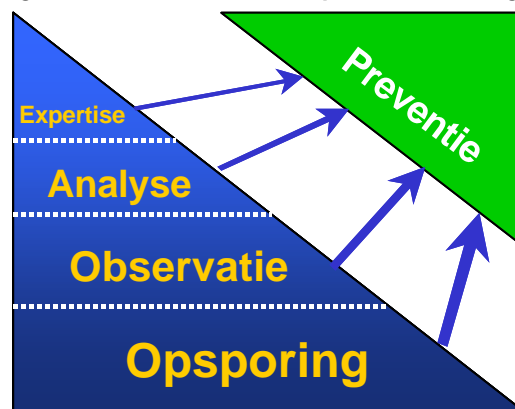 Preventie
Expertise
Analyse
Observatie
Opsporing